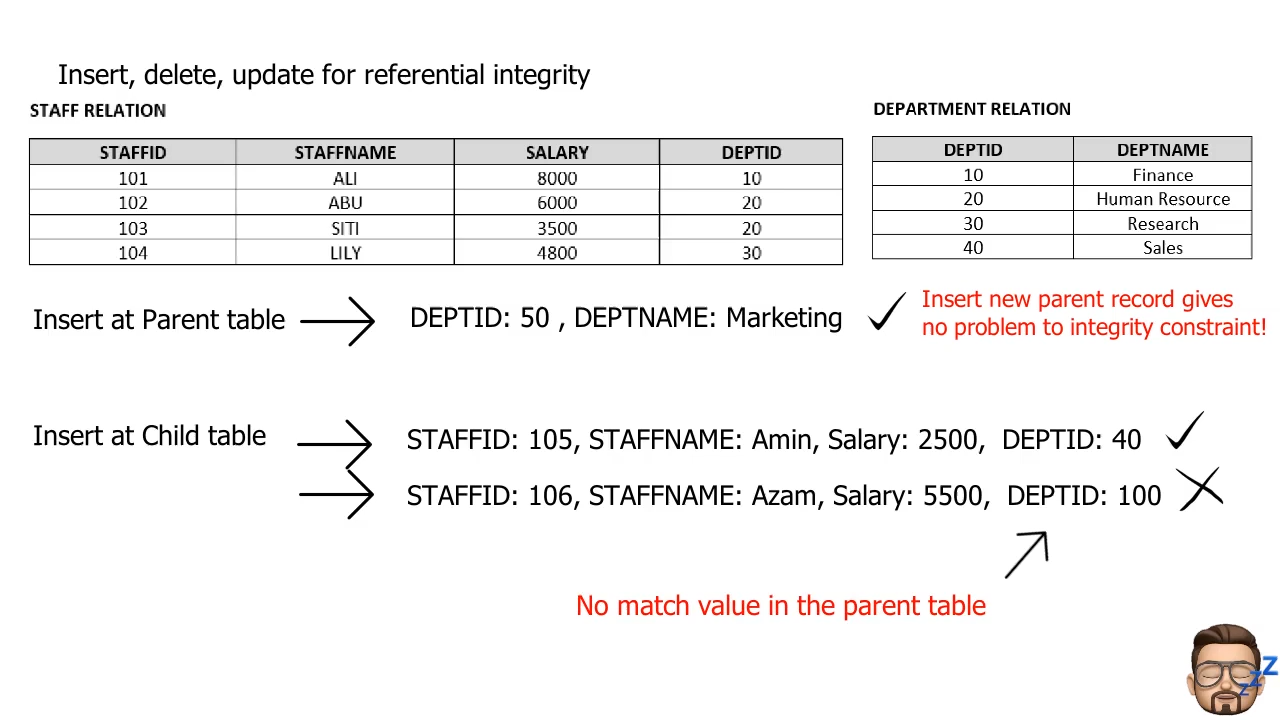 Insert, delete, update for referential integrity
STAFF RELATION
STAFFID STAFFNAME SALARY DEPTID
101 ALI 8000 10
102 ABU 6000 20
103 SITI 3500 20
104 LILY 4800 30
DEPARTMENT RELATION
DEPTID DEPTNAME
10 Finance
20 Human Resource
30 Research
40 Sales
Insert at Parent table
DEPTID: 50 , DEPTNAME: Marketing
Insert new parent record gives
no problem to integrity constraint!
Insert at Child table
STAFFID: 105, STAFFNAME: Amin, Salary: 2500, DEPTID: 40
STAFFID: 106, STAFFNAME: Azam, Salary: 5500, DEPTID: 100
No match value in the parent table
z z Z